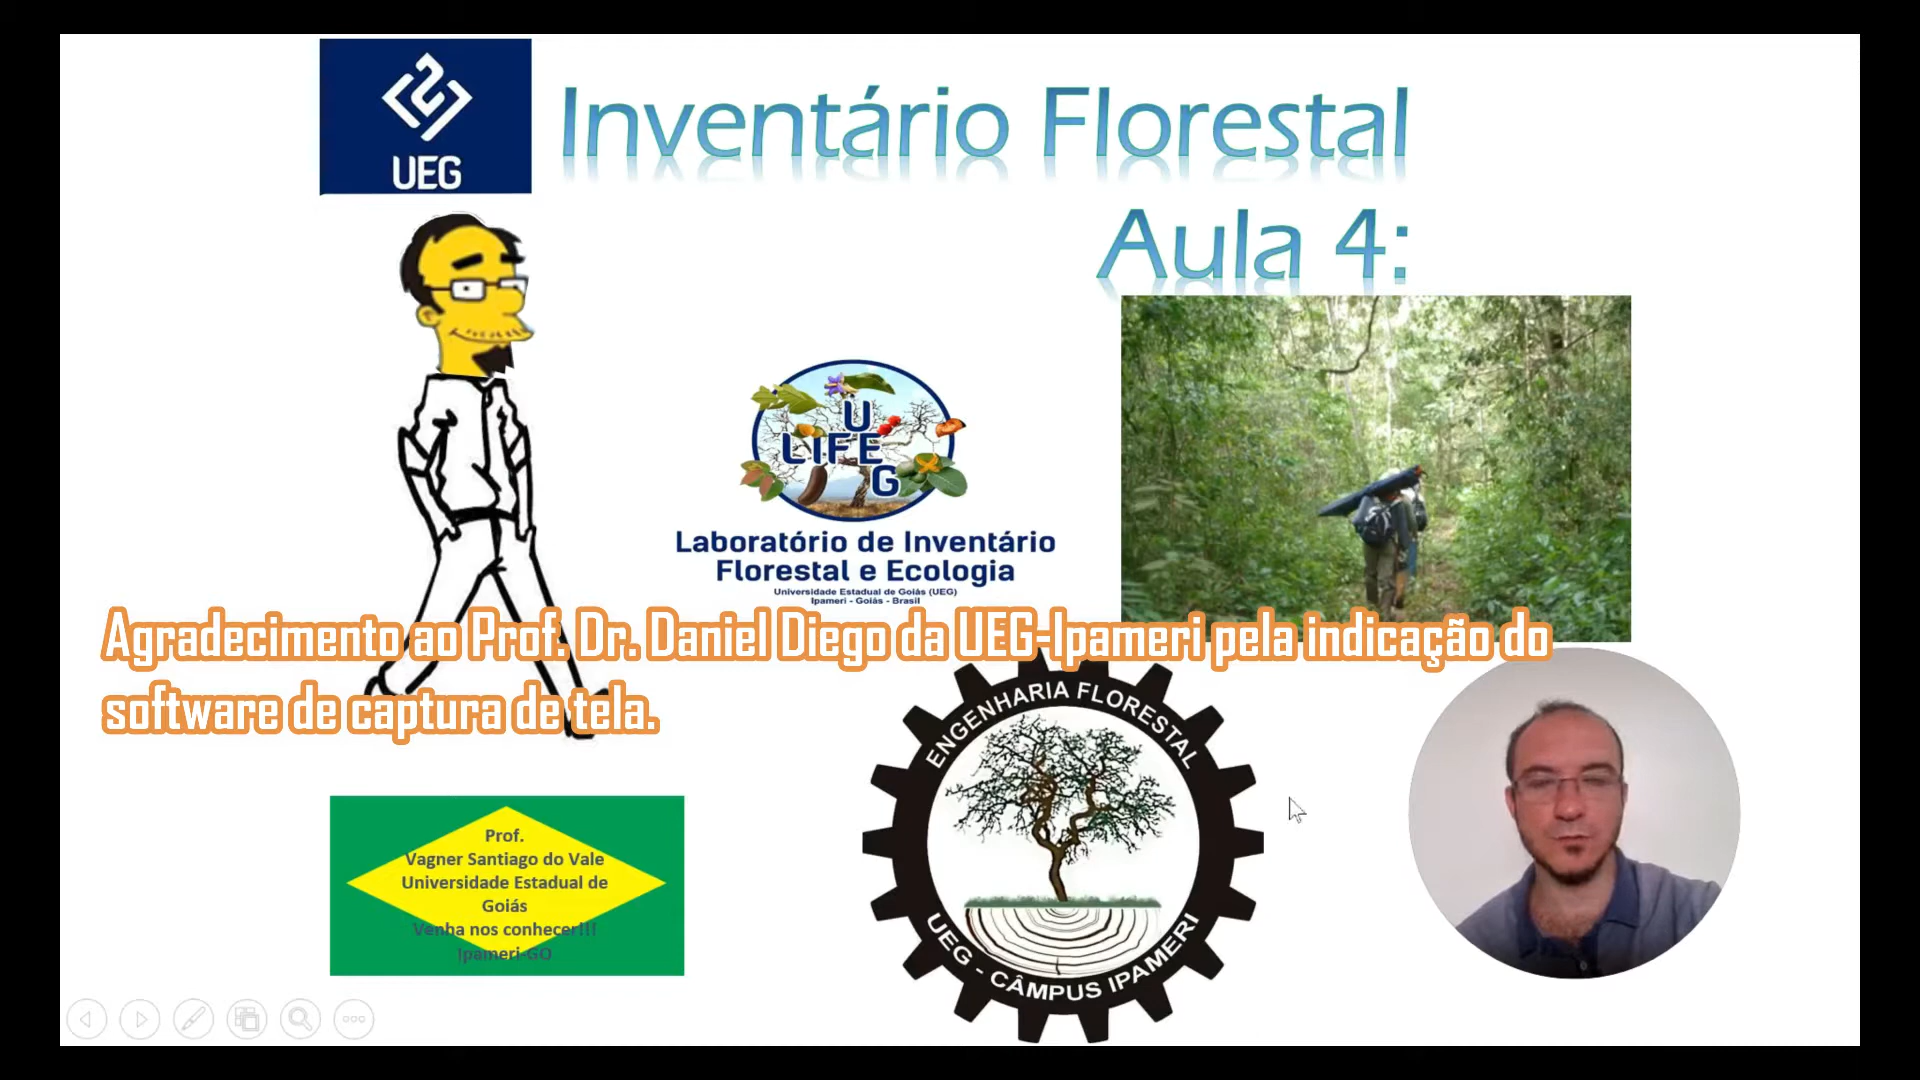 UEG
Inventário Florestal
Aula 4:
U
LIFE
G
Laboratório de Inventário
Florestal e Ecologia
Universidade Estadual de Goiás (UEG)
Ipameri - Goiás - Brasil
Agradecimento ao Prof. Dr. Daniel Diego da UEG-Ipameri pela indicação do
software de captura de tela.
ENGENHARIA FLORESTAL
UEG - CÂMPUS IPAMERI
Prof.
Vagner Santiago do Vale
Universidade Estadual de
Goiás
Venha nos conhecer!!!
Ipameri-GO